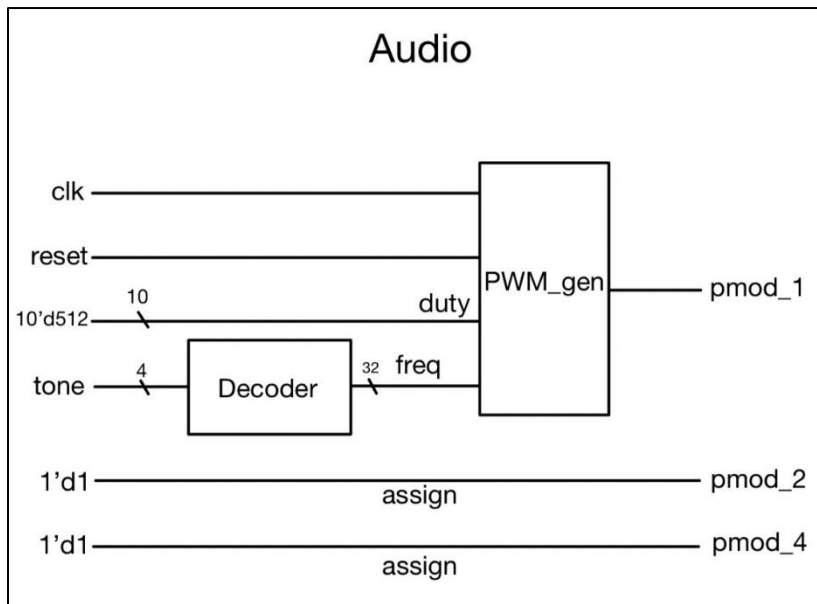 Audio
clk
reset
10'd512
10
duty
PWM_gen
pmod_1
tone
4
Decoder
32
freq
1'd1
assign
pmod_2
1'd1
assign
pmod_4